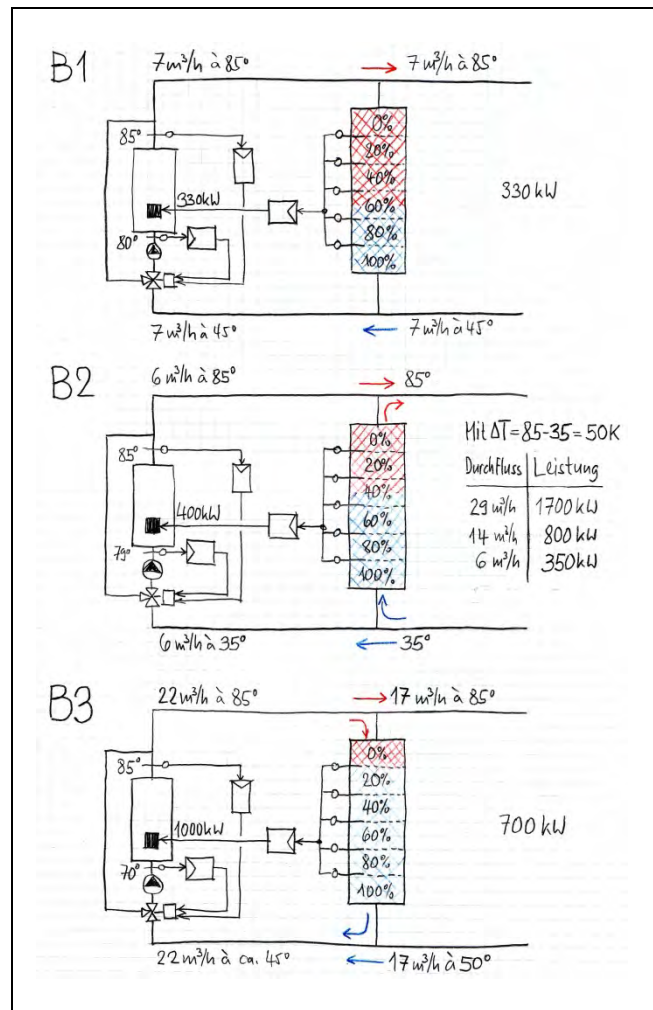 B1
7 m³/h à 85°
7 m³/h à 85°
85°
0%
20%
40%
60%
80%
100%
330kW
330 kW
80°
7 m³/h à 45°
7 m³/h à 45°
B2
6 m³/h à 85°
85°
85°
0%
20%
40%
60%
80%
100%
400kW
79°
6 m³/h à 35°
35°
Mit ΔT = 85-35 = 50K
Durchfluss Leistung
29 m³/h 1700 kW
14 m³/h 800 kW
6 m³/h 350kW
B3
22 m³/h à 85°
17 m³/h à 85°
85°
0%
20%
40%
60%
80%
100%
1000kW
700 kW
70°
22 m³/h à ca. 45°
17 m³/h à 50°